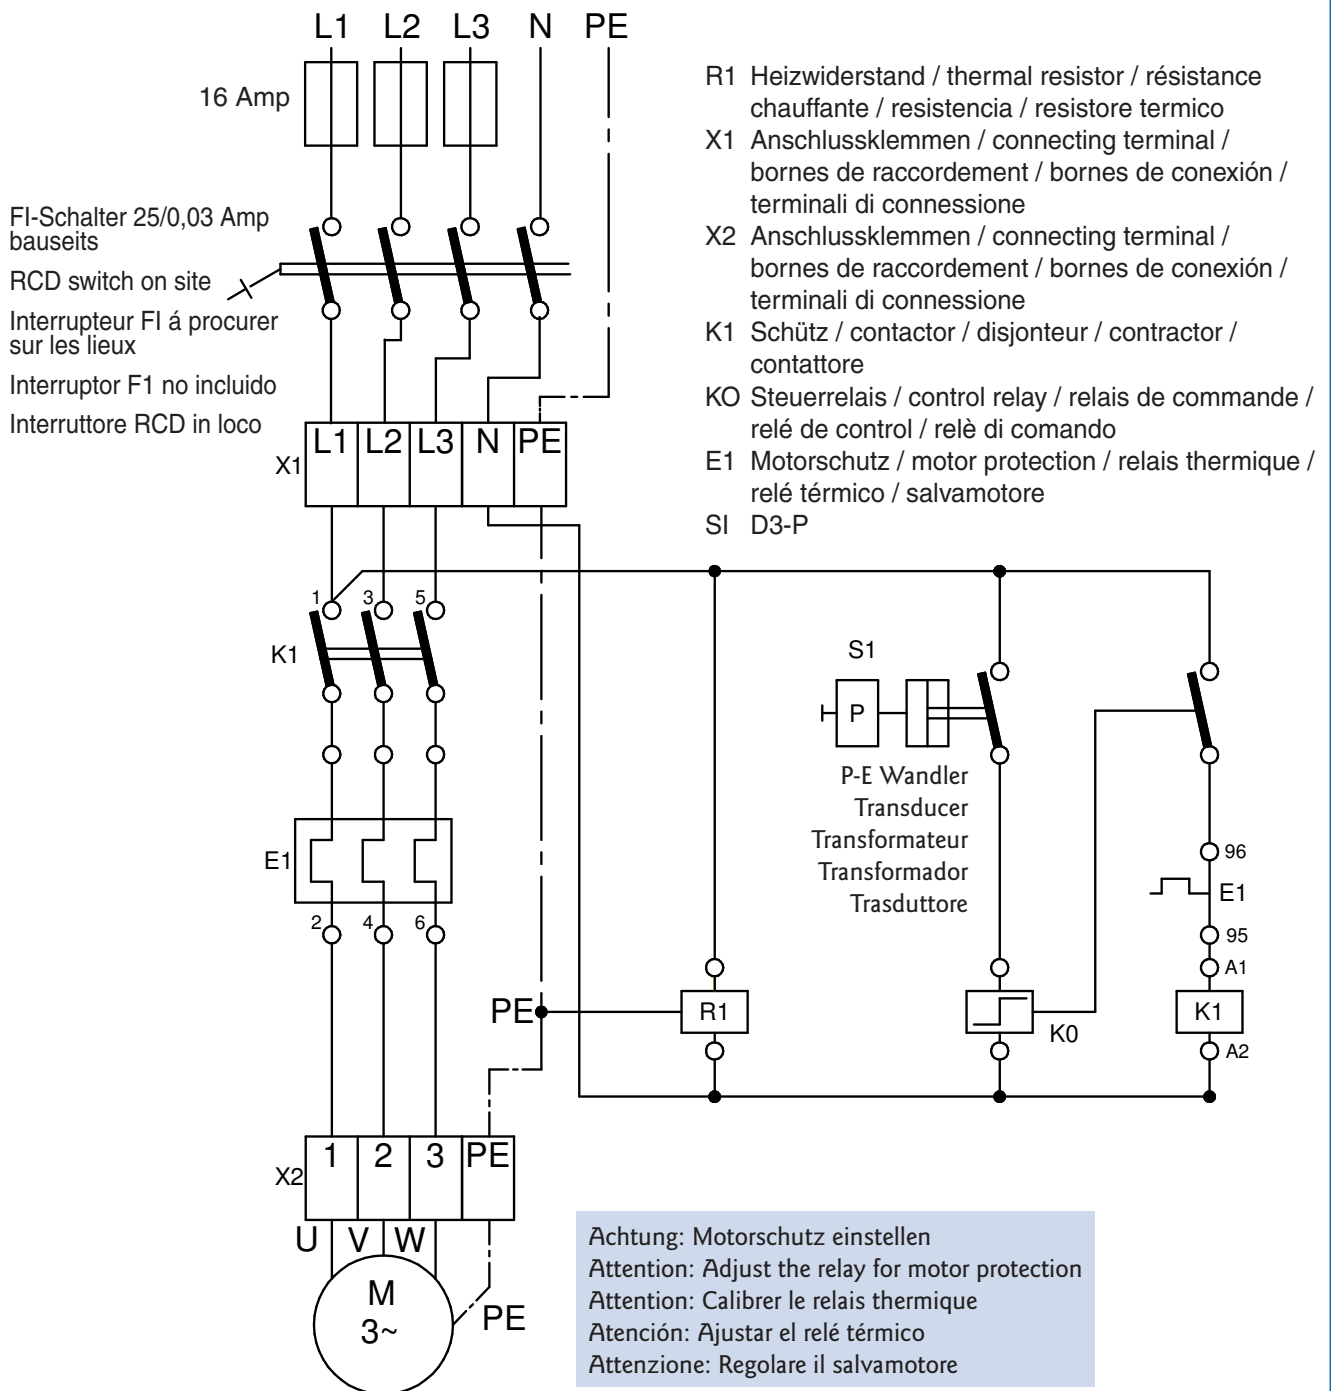 L1 L2 L3 N PE
16 Amp
R1 Heizwiderstand / thermal resistor / résistance
chauffante / resistencia / resistore termico
X1 Anschlussklemmen / connecting terminal /
bornes de raccordement / bornes de conexión /
terminali di connessione
X2 Anschlussklemmen / connecting terminal /
bornes de raccordement / bornes de conexión /
terminali di connessione
K1 Schütz / contactor / disjonteur / contractor /
contattore
KO Steuerrelais / control relay / relais de commande /
relé de control / relè di comando
E1 Motorschutz / motor protection / relais thermique /
relé térmico / salvamotore
SI D3-P
FI-Schalter 25/0,03 Amp
bauseits
RCD switch on site
Interrupteur FI á procurer
sur les lieux
Interruptor F1 no incluido
Interruttore RCD in loco
X1 L1 L2 L3 N PE
1 3 5
K1
S1
P
P-E Wandler
Transducer
Transformateur
Transformador
Trasduttore
E1
2 4 6
96
E1
95
A1
PE R1 K0 K1
A2
X2 1 2 3 PE
U V W
M
3~
PE
Achtung: Motorschutz einstellen
Attention: Adjust the relay for motor protection
Attention: Calibrer le relais thermique
Atención: Ajustar el relé térmico
Attenzione: Regolare il salvamotore